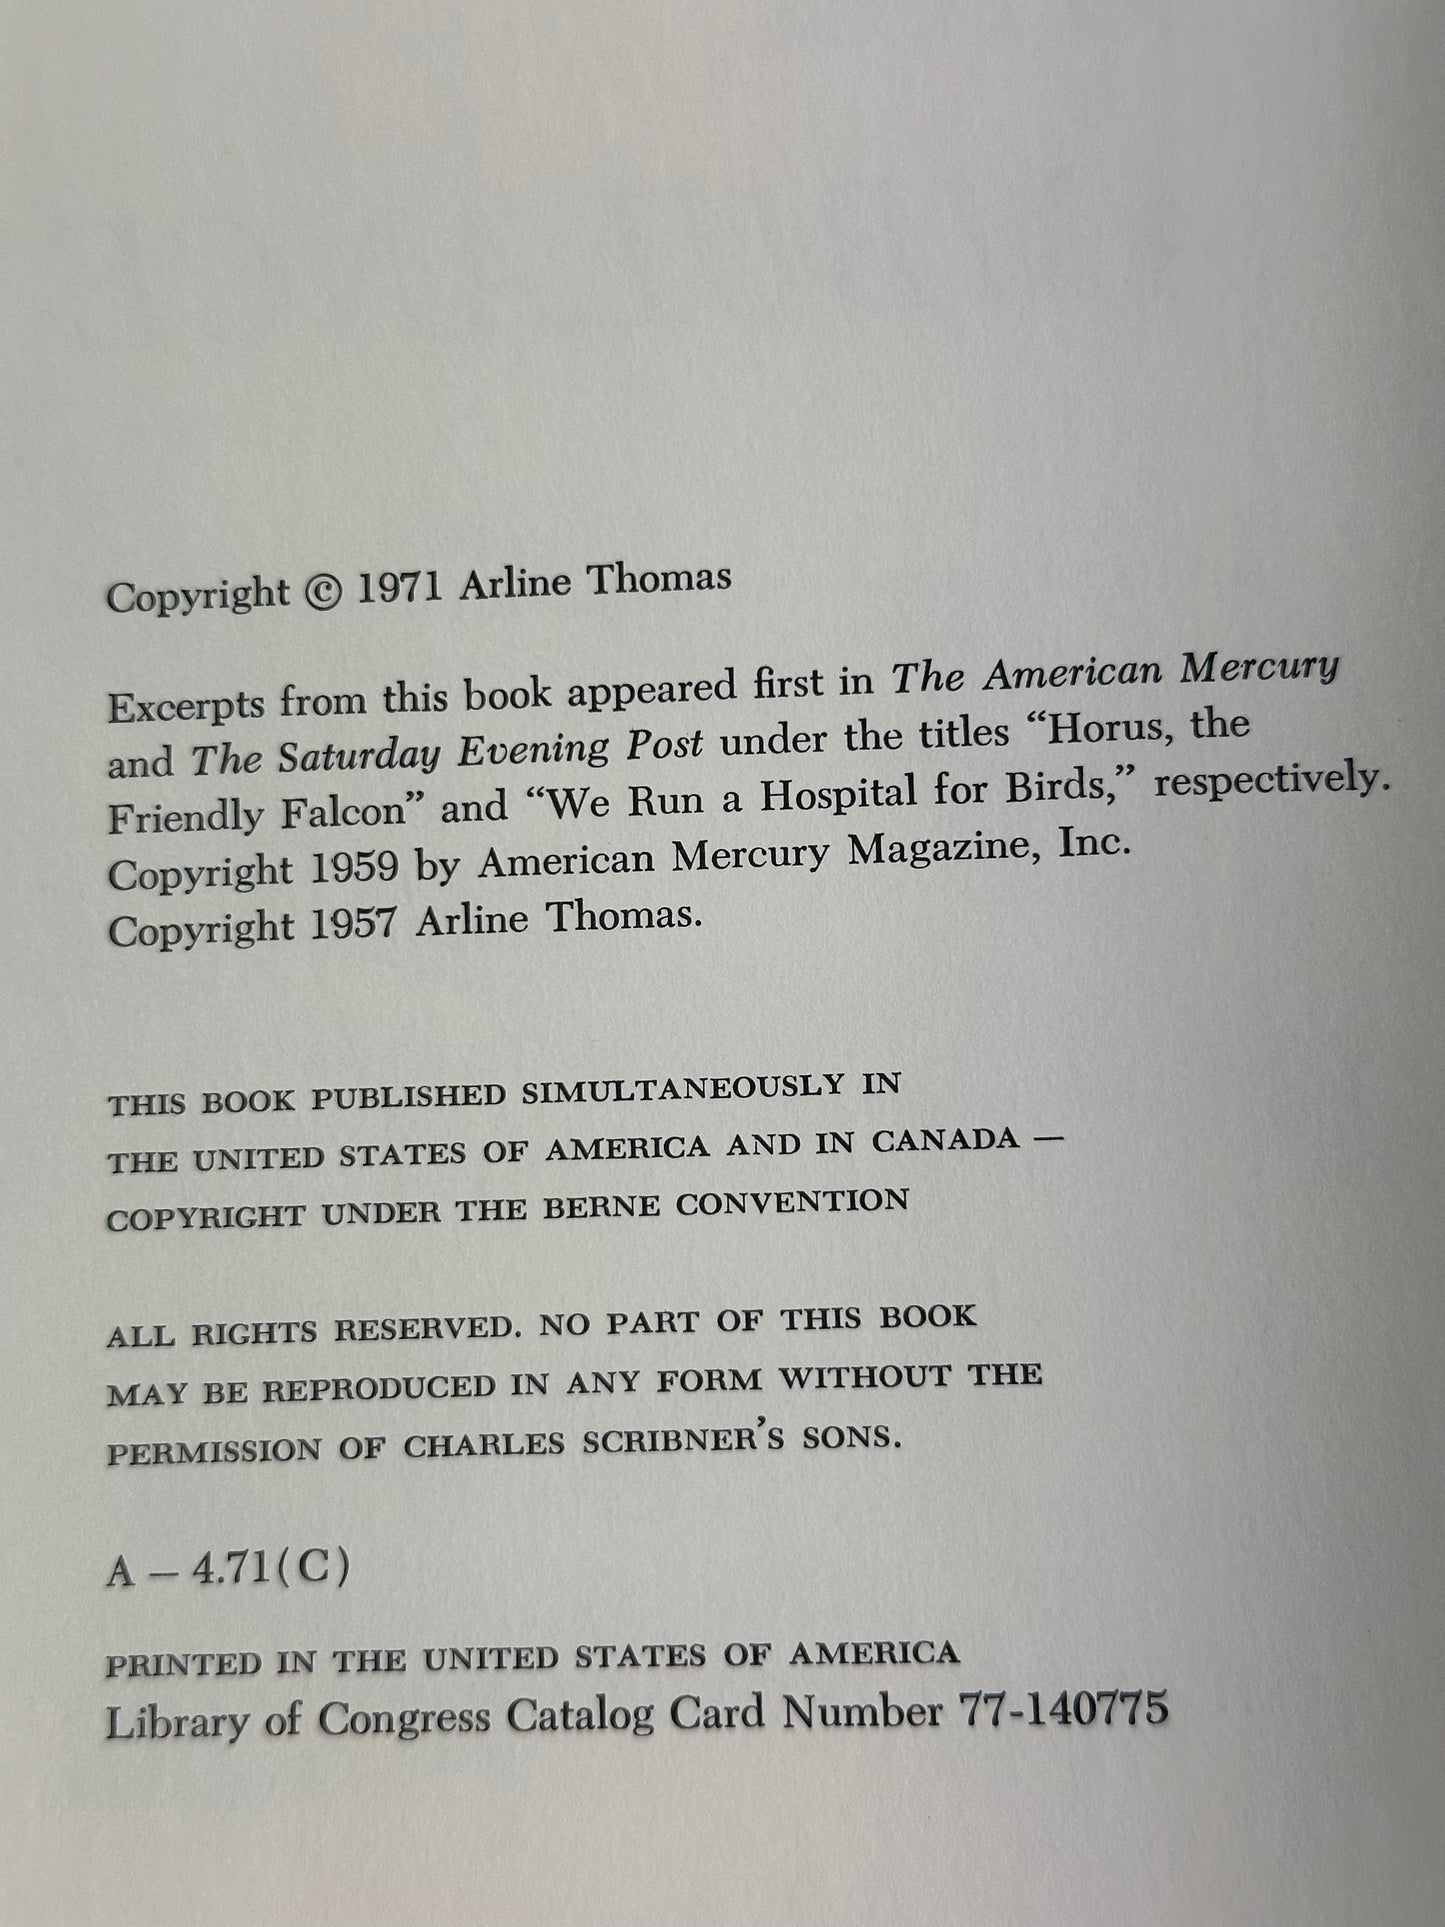 Copyright © 1971 Arline Thomas
Excerpts from this book appeared first in The American Mercury
and The Saturday Evening Post under the titles “Horus, the
Friendly Falcon” and “We Run a Hospital for Birds,” respectively.
Copyright 1959 by American Mercury Magazine, Inc.
Copyright 1957 Arline Thomas.
THIS BOOK PUBLISHED SIMULTANEOUSLY IN
THE UNITED STATES OF AMERICA AND IN CANADA —
COPYRIGHT UNDER THE BERNE CONVENTION
ALL RIGHTS RESERVED. NO PART OF THIS BOOK
MAY BE REPRODUCED IN ANY FORM WITHOUT THE
PERMISSION OF CHARLES SCRIBNER’S SONS.
A – 4.71(C)
PRINTED IN THE UNITED STATES OF AMERICA
Library of Congress Catalog Card Number 77-140775